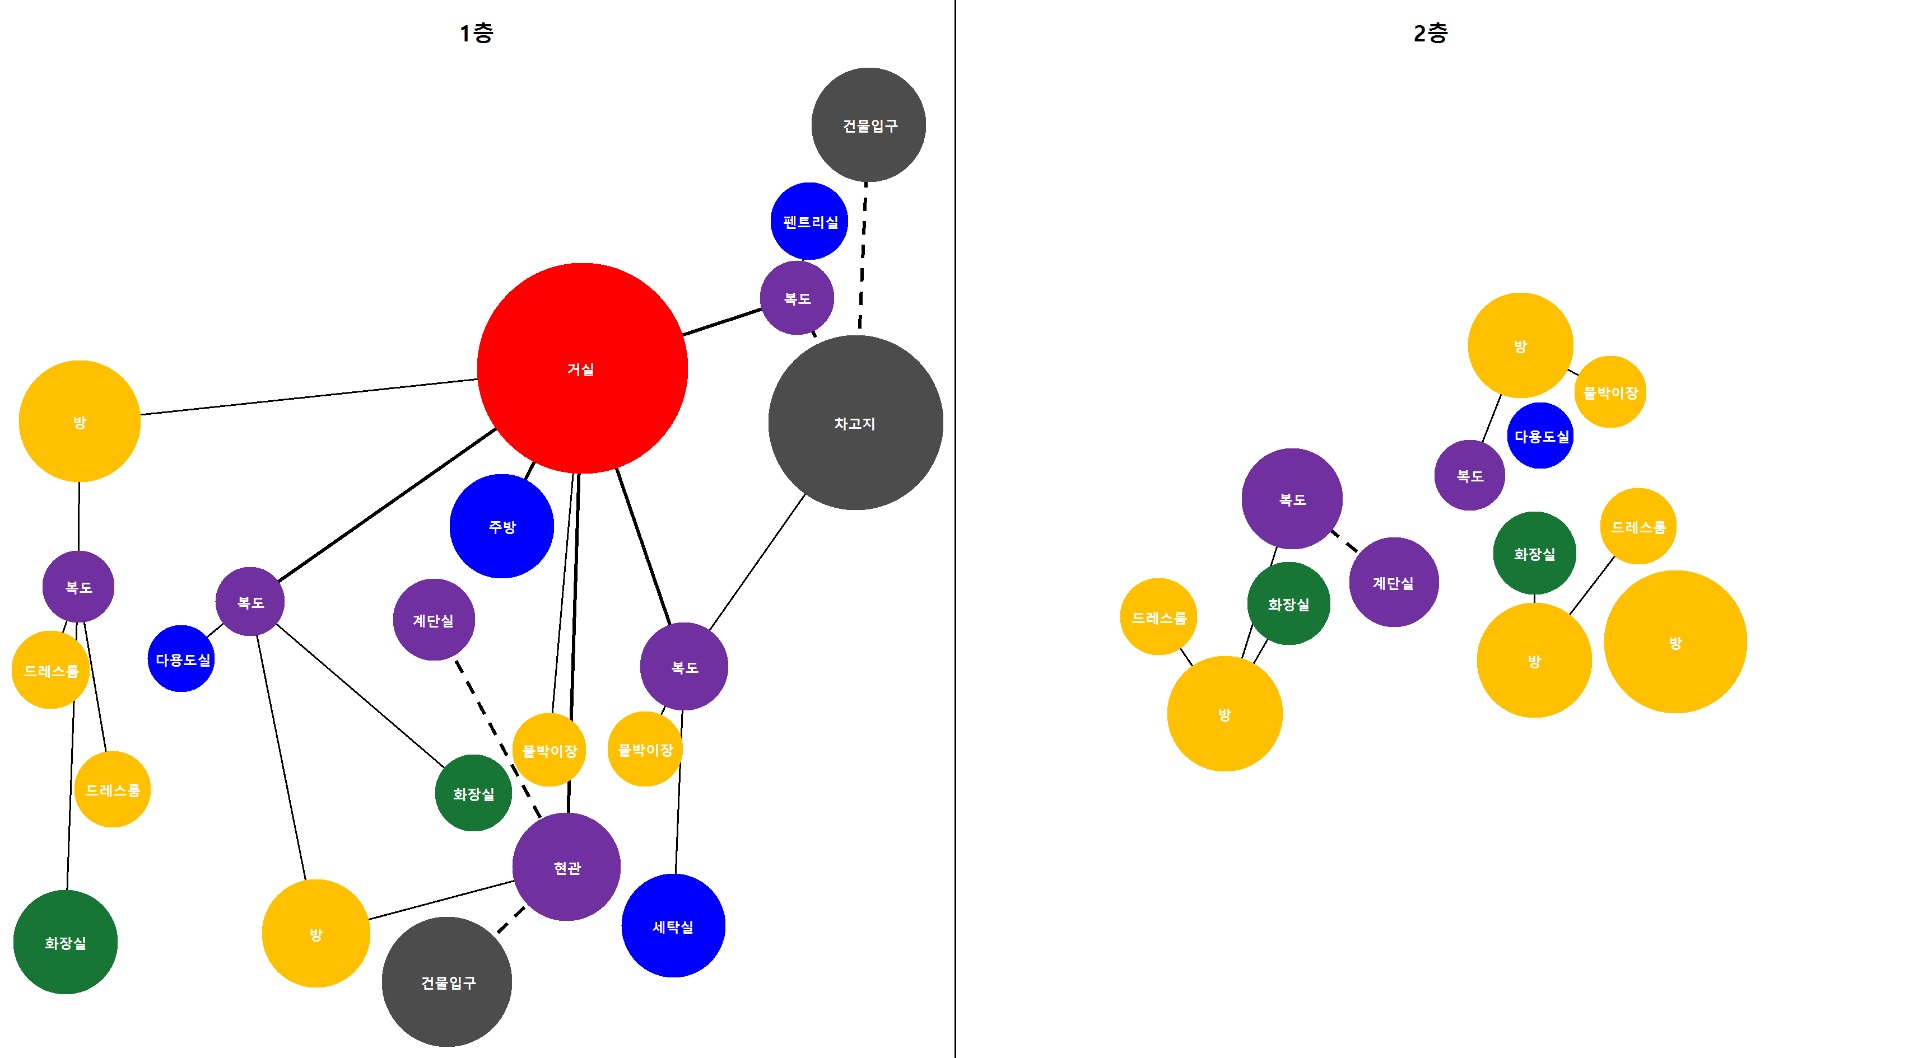 1층
건물입구
펜트리실
복도
거실
방
차고지
주방
복도
복도
계단실
다용도실
드레스룸
복도
붙박이장
붙박이장
드레스룸
화장실
현관
세탁실
방
화장실
건물입구
2층
방
붙박이장
다용도실
복도
복도
드레스룸
화장실
계단실
화장실
드레스룸
방
방
방